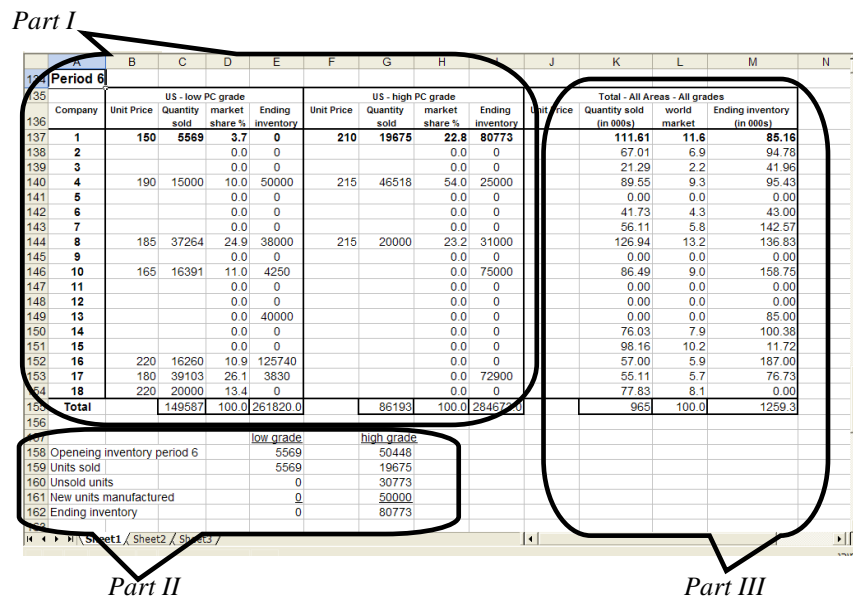 Part I
A B C D E F G H J K L M N
134 Period 6
135 US - low PC grade US - high PC grade Total - All Areas - All grades
Company Unit Price Quantity market Ending Unit Price Quantity market Ending Unit Price Quantity sold world Ending inventory
136 sold share % inventory sold share % inventory (in 000s) market (in 000s)
137 1 150 5569 3.7 0 210 19675 22.8 80773 111.61 11.6 85.16
138 2 0.0 0 0.0 0 67.01 6.9 94.78
139 3 0.0 0 0.0 0 21.29 2.2 41.96
140 4 190 15000 10.0 50000 215 46518 54.0 25000 89.55 9.3 95.43
141 5 0.0 0 0.0 0 0.00 0.0 0.00
142 6 0.0 0 0.0 0 41.73 4.3 43.00
143 7 0.0 0 0.0 0 56.11 5.8 142.57
144 8 185 37264 24.9 38000 215 20000 23.2 31000 126.94 13.2 136.83
145 9 0.0 0 0.0 0 0.00 0.0 0.00
146 10 165 16391 11.0 4250 0.0 75000 86.49 9.0 158.75
147 11 0.0 0 0.0 0 0.00 0.0 0.00
148 12 0.0 0 0.0 0 0.00 0.0 0.00
149 13 0.0 40000 0.0 0 0.00 0.0 85.00
150 14 0.0 0 0.0 0 76.03 7.9 100.38
151 15 0.0 0 0.0 0 98.16 10.2 11.72
152 16 220 16260 10.9 125740 0.0 0 57.00 5.9 187.00
153 17 180 39103 26.1 3830 0.0 72900 55.11 5.7 76.73
154 18 220 20000 13.4 0 0.0 0 77.83 8.1 0.00
155 Total 149587 100.0 261820.0 86193 100.0 284673.0 965 100.0 1259.3
156
157 low grade high grade
158 Openeing inventory period 6 5569 50448
159 Units sold 5569 19675
160 Unsold units 0 30773
161 New units manufactured 0 50000
162 Ending inventory 0 80773
163
Sheet1 Sheet2 Sheet3
Part II Part III